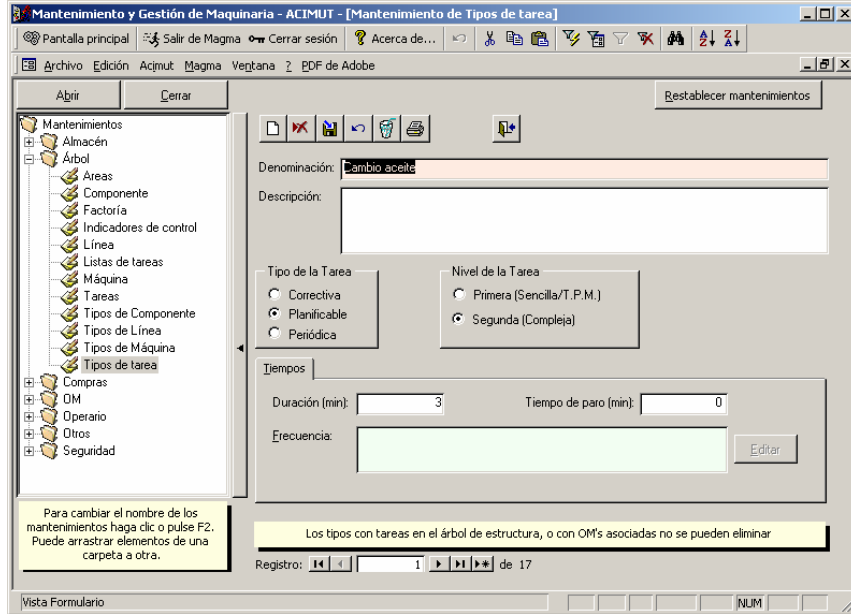 Mantenimiento y Gestión de Maquinaria - ACIMUT - [Mantenimiento de Tipos de tarea]
Pantalla principal Salir de Magma Cerrar sesión Acerca de...
Archivo Edición Acimut Magma Ventana ? PDF de Adobe
Abrir Cerrar Restablecer mantenimientos
Mantenimientos
Almacén
Árbol
Areas
Componente
Factoría
Indicadores de control
Línea
Listas de tareas
Máquina
Tareas
Tipos de Componente
Tipos de Línea
Tipos de Máquina
Tipos de tarea
Compras
OM
Operario
Otros
Seguridad
Para cambiar el nombre de los
mantenimientos haga clic o pulse F2.
Puede arrastrar elementos de una
carpeta a otra.
Denominación: Cambio aceite
Descripción:
Tipo de la Tarea
Correctiva
Planificable
Periódica
Nivel de la Tarea
Primera (Sencilla/T.P.M.)
Segunda (Compleja)
Tiempos
Duración (min): 3 Tiempo de paro (min): 0
Frecuencia:
Editar
Los tipos con tareas en el árbol de estructura, o con OM's asociadas no se pueden eliminar
Registro: 1 de 17
Vista Formulario NUM